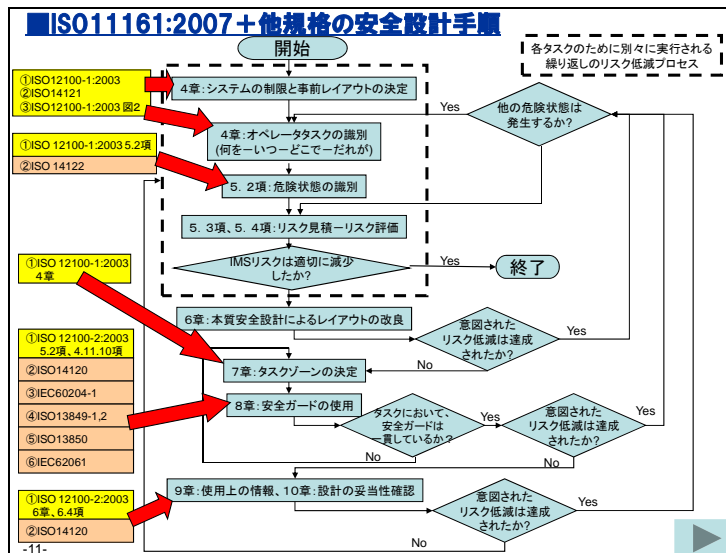 ■ISO11161:2007＋他規格の安全設計手順
開始
各タスクのために別々に実行される
繰り返しのリスク低減プロセス
①ISO12100-1:2003
②ISO14121
③ISO12100-1:2003 図2
4章：システムの制限と事前レイアウトの決定
Yes
他の危険状態は
発生するか？
4章：オペレータタスクの識別
(何を－いつ－どこで－だれが)
①ISO 12100-1:2003 5.2項
②ISO 14122
5. 2項：危険状態の識別
5. 3項、5. 4項：リスク見積－リスク評価
①ISO 12100-1:2003
4章
IMSリスクは適切に減少
したか？
Yes
終了
6章：本質安全設計によるレイアウトの改良
意図された
リスク低減は達成
されたか？
Yes
No
①ISO 12100-2:2003
5.2項、4.11.10項
②ISO14120
③IEC60204-1
④ISO13849-1,2
⑤ISO13850
⑥IEC62061
7章：タスクゾーンの決定
8章：安全ガードの使用
タスクにおいて、
安全ガードは
一貫しているか？
Yes
意図された
リスク低減は達成
されたか？
Yes
No
No
①ISO 12100-2:2003
6章、6.4項
②ISO14120
9章：使用上の情報、10章：設計の妥当性確認
意図された
リスク低減は達成
されたか？
Yes
No
-11-